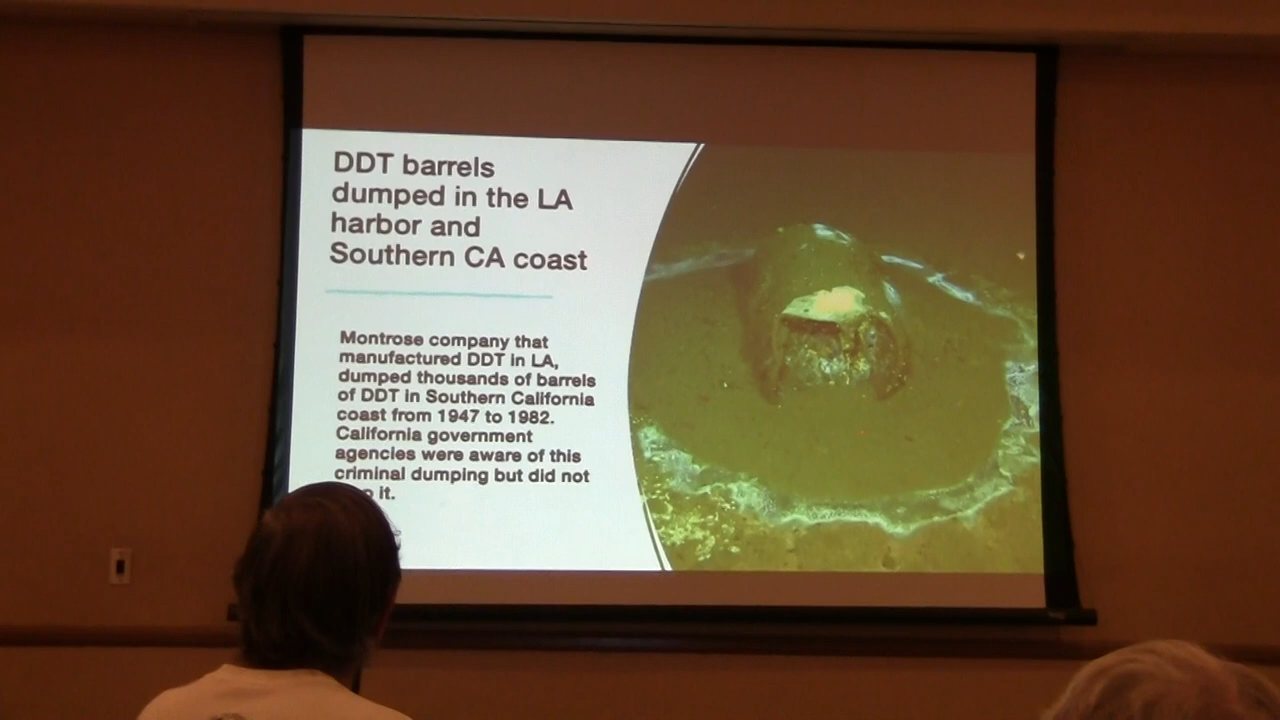 DDT barrels
dumped in the LA
harbor and
Southern CA coast
Montrose company that
manufactured DDT in LA,
dumped thousands of barrels
of DDT in Southern California
coast from 1947 to 1982.
California government
agencies were aware of this
criminal dumping but did not
it.